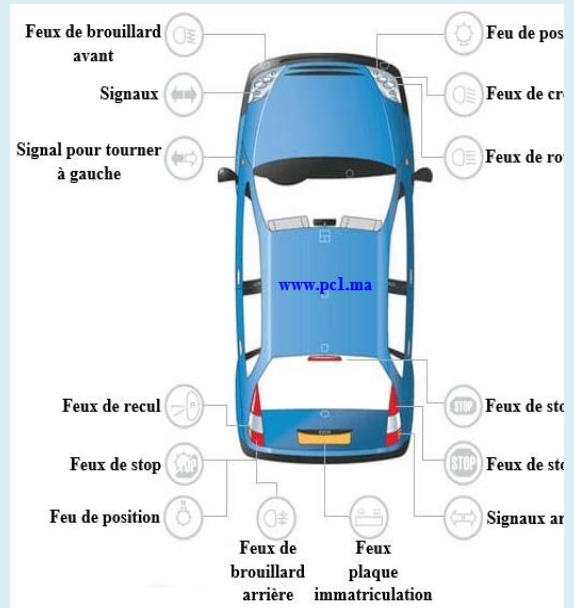 Feux de brouillard
avant
Signaux
Signal pour tourner
à gauche
Feu de pos
Feux de cr
Feux de ro
www.pc1.ma
Feux de recul
Feux de stop
Feu de position
STOP
Feux de sto
STOP
Feux de sto
Signaux ar
Feux de
brouillard
arrière
Feux
plaque
immatriculation